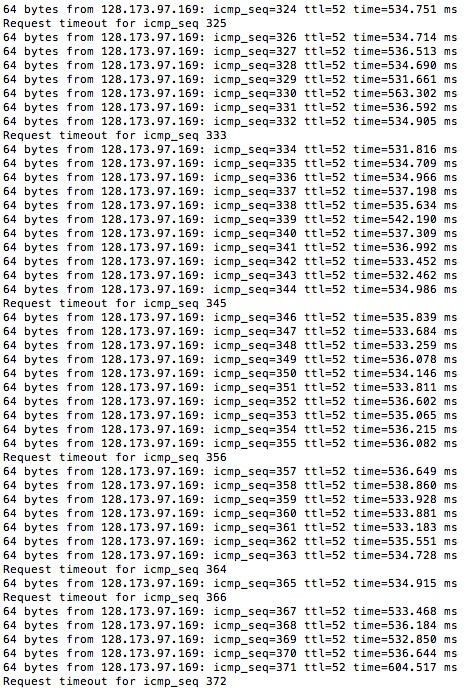 64 bytes from 128.173.97.169: icmp_seq=324 ttl=52 time=534.751 ms
Request timeout for icmp_seq 325
64 bytes from 128.173.97.169: icmp_seq=326 ttl=52 time=534.714 ms
64 bytes from 128.173.97.169: icmp_seq=327 ttl=52 time=536.513 ms
64 bytes from 128.173.97.169: icmp_seq=328 ttl=52 time=534.690 ms
64 bytes from 128.173.97.169: icmp_seq=329 ttl=52 time=531.661 ms
64 bytes from 128.173.97.169: icmp_seq=330 ttl=52 time=563.302 ms
64 bytes from 128.173.97.169: icmp_seq=331 ttl=52 time=536.592 ms
64 bytes from 128.173.97.169: icmp_seq=332 ttl=52 time=534.905 ms
Request timeout for icmp_seq 333
64 bytes from 128.173.97.169: icmp_seq=334 ttl=52 time=531.816 ms
64 bytes from 128.173.97.169: icmp_seq=335 ttl=52 time=534.709 ms
64 bytes from 128.173.97.169: icmp_seq=336 ttl=52 time=534.966 ms
64 bytes from 128.173.97.169: icmp_seq=337 ttl=52 time=537.198 ms
64 bytes from 128.173.97.169: icmp_seq=338 ttl=52 time=535.634 ms
64 bytes from 128.173.97.169: icmp_seq=339 ttl=52 time=542.190 ms
64 bytes from 128.173.97.169: icmp_seq=340 ttl=52 time=537.309 ms
64 bytes from 128.173.97.169: icmp_seq=341 ttl=52 time=536.992 ms
64 bytes from 128.173.97.169: icmp_seq=342 ttl=52 time=533.452 ms
64 bytes from 128.173.97.169: icmp_seq=343 ttl=52 time=532.462 ms
64 bytes from 128.173.97.169: icmp_seq=344 ttl=52 time=534.986 ms
Request timeout for icmp_seq 345
64 bytes from 128.173.97.169: icmp_seq=346 ttl=52 time=535.839 ms
64 bytes from 128.173.97.169: icmp_seq=347 ttl=52 time=533.684 ms
64 bytes from 128.173.97.169: icmp_seq=348 ttl=52 time=533.259 ms
64 bytes from 128.173.97.169: icmp_seq=349 ttl=52 time=536.078 ms
64 bytes from 128.173.97.169: icmp_seq=350 ttl=52 time=534.146 ms
64 bytes from 128.173.97.169: icmp_seq=351 ttl=52 time=533.811 ms
64 bytes from 128.173.97.169: icmp_seq=352 ttl=52 time=536.602 ms
64 bytes from 128.173.97.169: icmp_seq=353 ttl=52 time=535.065 ms
64 bytes from 128.173.97.169: icmp_seq=354 ttl=52 time=536.215 ms
64 bytes from 128.173.97.169: icmp_seq=355 ttl=52 time=536.082 ms
Request timeout for icmp_seq 356
64 bytes from 128.173.97.169: icmp_seq=357 ttl=52 time=536.649 ms
64 bytes from 128.173.97.169: icmp_seq=358 ttl=52 time=538.860 ms
64 bytes from 128.173.97.169: icmp_seq=359 ttl=52 time=533.928 ms
64 bytes from 128.173.97.169: icmp_seq=360 ttl=52 time=533.881 ms
64 bytes from 128.173.97.169: icmp_seq=361 ttl=52 time=533.183 ms
64 bytes from 128.173.97.169: icmp_seq=362 ttl=52 time=535.551 ms
64 bytes from 128.173.97.169: icmp_seq=363 ttl=52 time=534.728 ms
Request timeout for icmp_seq 364
64 bytes from 128.173.97.169: icmp_seq=365 ttl=52 time=534.915 ms
Request timeout for icmp_seq 366
64 bytes from 128.173.97.169: icmp_seq=367 ttl=52 time=533.468 ms
64 bytes from 128.173.97.169: icmp_seq=368 ttl=52 time=536.184 ms
64 bytes from 128.173.97.169: icmp_seq=369 ttl=52 time=532.850 ms
64 bytes from 128.173.97.169: icmp_seq=370 ttl=52 time=536.644 ms
64 bytes from 128.173.97.169: icmp_seq=371 ttl=52 time=604.517 ms
Request timeout for icmp_seq 372